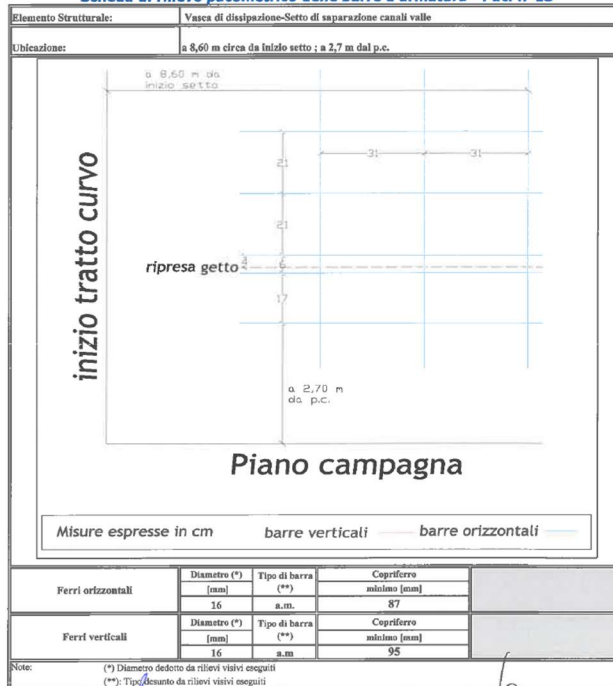 Elemento Strutturale: Vasca di dissipazione-Setto di saparazione canali valle
Ubicazione: a 8,60 m circa da inizio setto ; a 2,7 m dal p.c.
a 8,60 m da
inizio setto
31 31
21
21
inizio tratto curvo
ripresa getto
6
17
a 2,70 m
da p.c.
Piano campagna
Misure espresse in cm barre verticali barre orizzontali
Ferri orizzontali
Diametro (*) Tipo di barra Copriferro
[mm] (**) minimo [mm]
16 a.m. 87
Ferri verticali
Diametro (*) Tipo di barra Copriferro
[mm] (**) minimo [mm]
16 a.m 95
Note: (*) Diametro dedotto da rilievi visivi eseguiti
(**): Tipo desunto da rilievi visivi eseguiti